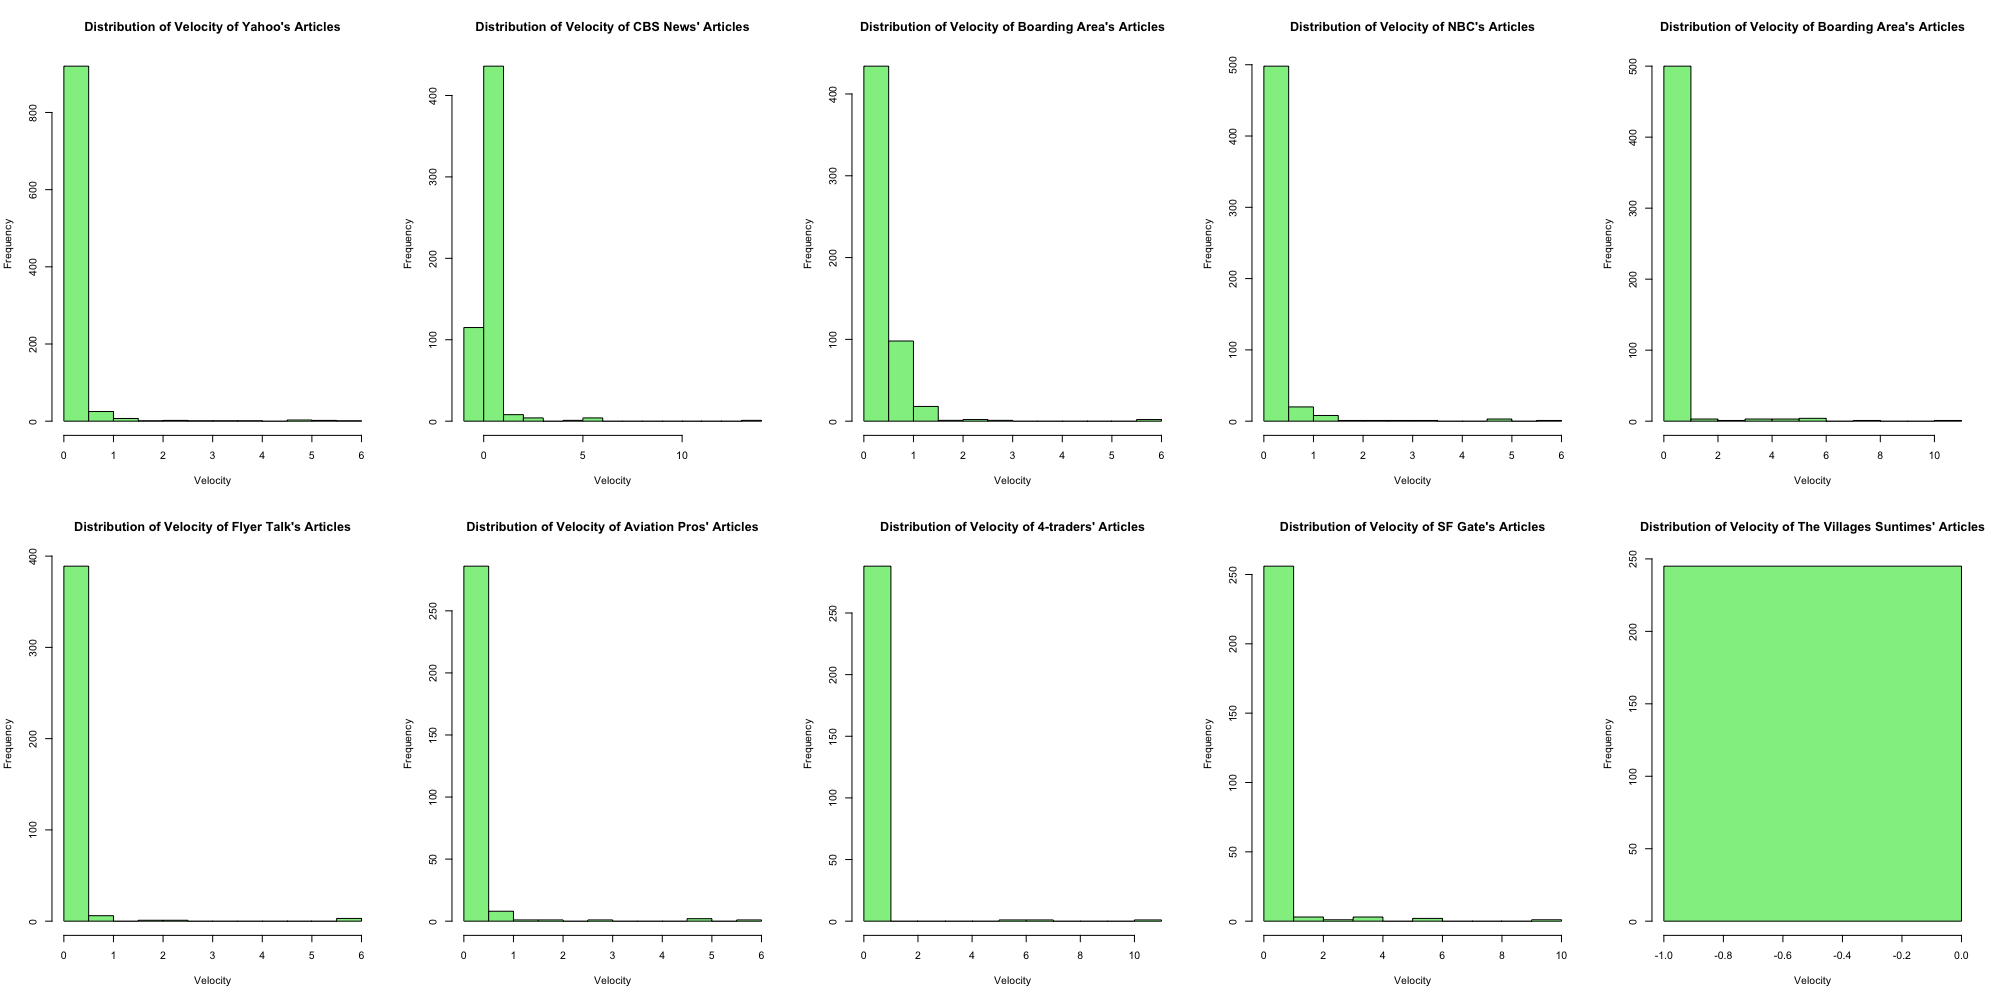 Distribution of Velocity of Yahoo's Articles
Frequency
800
600
400
200
0
0 1 2 3 4 5 6
Velocity
Distribution of Velocity of CBS News' Articles
Frequency
400
300
200
100
0
0 5 10
Velocity
Distribution of Velocity of Boarding Area's Articles
Frequency
400
300
200
100
0
0 1 2 3 4 5 6
Velocity
Distribution of Velocity of NBC's Articles
Frequency
500
400
300
200
100
0
0 1 2 3 4 5 6
Velocity
Distribution of Velocity of Boarding Area's Articles
Frequency
500
400
300
200
100
0
0 2 4 6 8 10
Velocity
Distribution of Velocity of Flyer Talk's Articles
Frequency
400
300
200
100
0
0 1 2 3 4 5 6
Velocity
Distribution of Velocity of Aviation Pros' Articles
Frequency
250
200
150
100
50
0
0 1 2 3 4 5 6
Velocity
Distribution of Velocity of 4-traders' Articles
Frequency
250
200
150
100
50
0
0 2 4 6 8 10
Velocity
Distribution of Velocity of SF Gate's Articles
Frequency
250
200
150
100
50
0
0 2 4 6 8 10
Velocity
Distribution of Velocity of The Villages Suntimes' Articles
Frequency
250
200
150
100
50
0
-1.0 -0.8 -0.6 -0.4 -0.2 0.0
Velocity